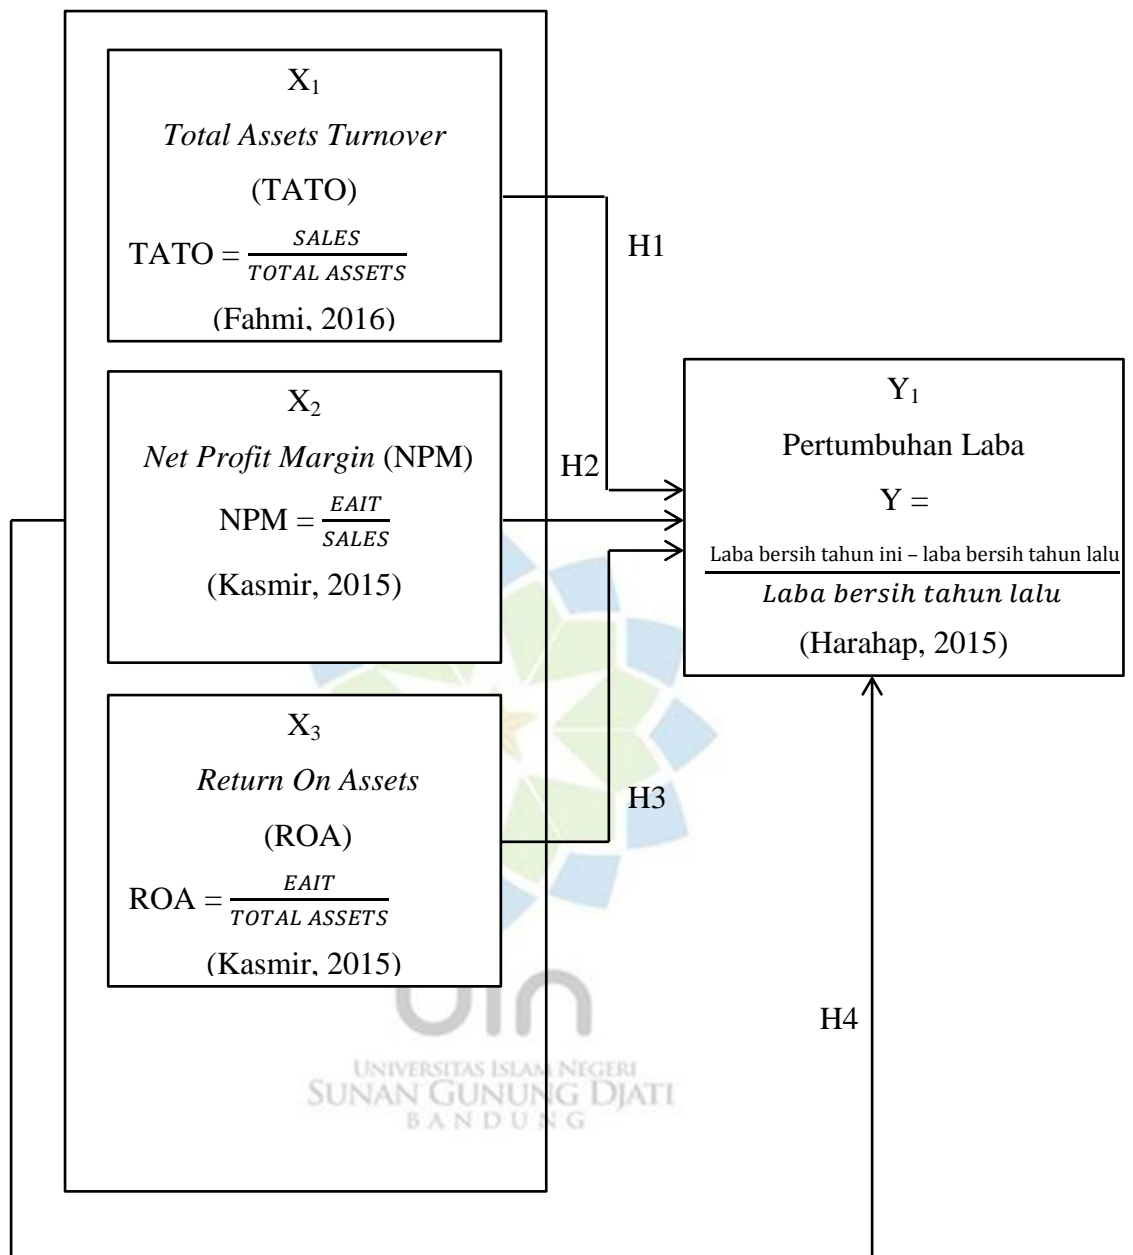 X₁
Total Assets Turnover
(TATO)
TATO = SALES / TOTAL ASSETS
(Fahmi, 2016)
H1
X₂
Net Profit Margin (NPM)
NPM = EAIT / SALES
(Kasmir, 2015)
H2
Y₁
Pertumbuhan Laba
Y =
Laba bersih tahun ini – laba bersih tahun lalu
Laba bersih tahun lalu
(Harahap, 2015)
X₃
Return On Assets
(ROA)
ROA = EAIT / TOTAL ASSETS
(Kasmir, 2015)
H3
H4
uin
UNIVERSITAS ISLAM NEGERI
SUNAN GUNUNG DJATI
BANDUNG